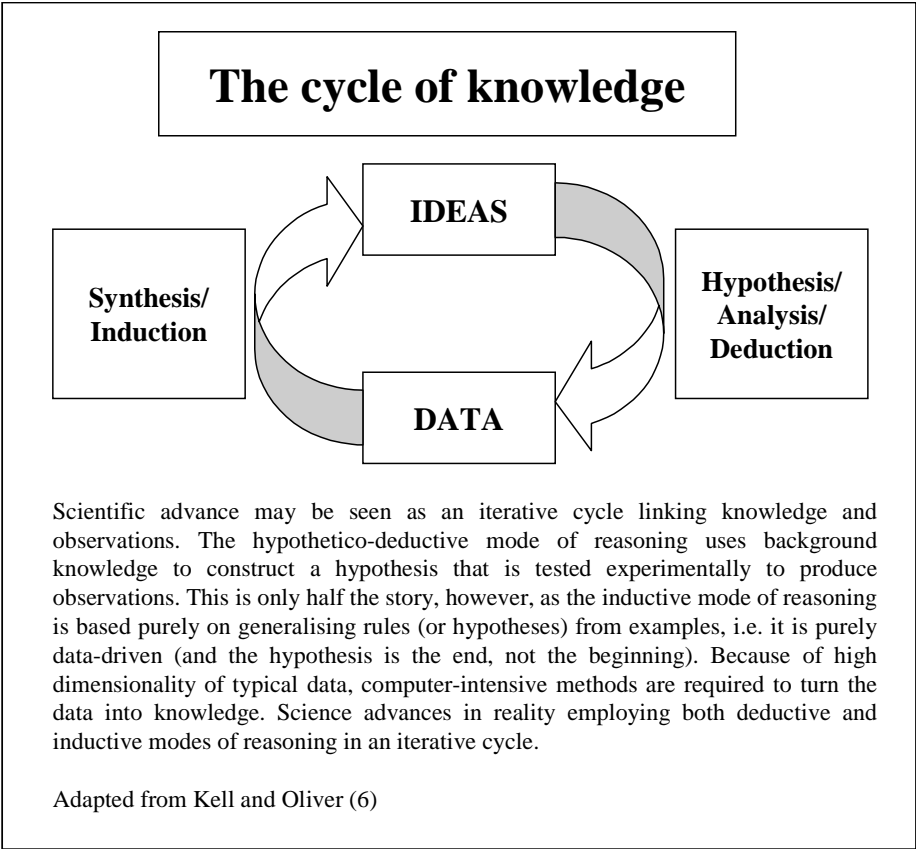 The cycle of knowledge
IDEAS
Synthesis/
Induction
Hypothesis/
Analysis/
Deduction
DATA
Scientific advance may be seen as an iterative cycle linking knowledge and
observations. The hypothetico-deductive mode of reasoning uses background
knowledge to construct a hypothesis that is tested experimentally to produce
observations. This is only half the story, however, as the inductive mode of reasoning
is based purely on generalising rules (or hypotheses) from examples, i.e. it is purely
data-driven (and the hypothesis is the end, not the beginning). Because of high
dimensionality of typical data, computer-intensive methods are required to turn the
data into knowledge. Science advances in reality employing both deductive and
inductive modes of reasoning in an iterative cycle.
Adapted from Kell and Oliver (6)